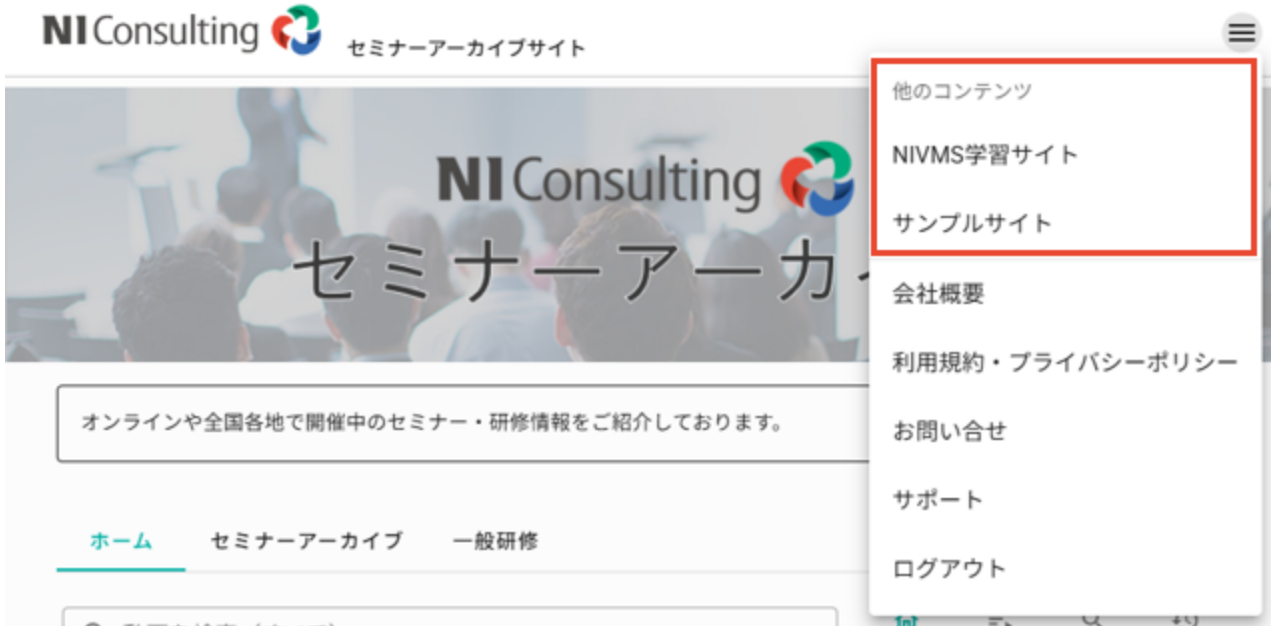 NI Consulting
セミナーアーカイブサイト
他のコンテンツ
NIVMS学習サイト
サンプルサイト
会社概要
利用規約・プライバシーポリシー
お問い合せ
サポート
ログアウト
NI Consulting
セミナーアーカ
オンラインや全国各地で開催中のセミナー・研修情報をご紹介しております。
ホーム
セミナーアーカイブ
一般研修